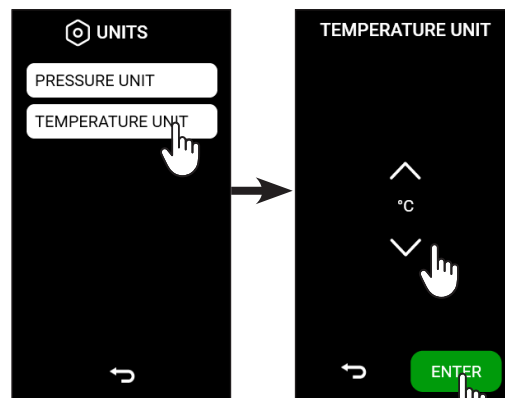 UNITS
PRESSURE UNIT
TEMPERATURE UNIT
TEMPERATURE UNIT
°C
ENTER